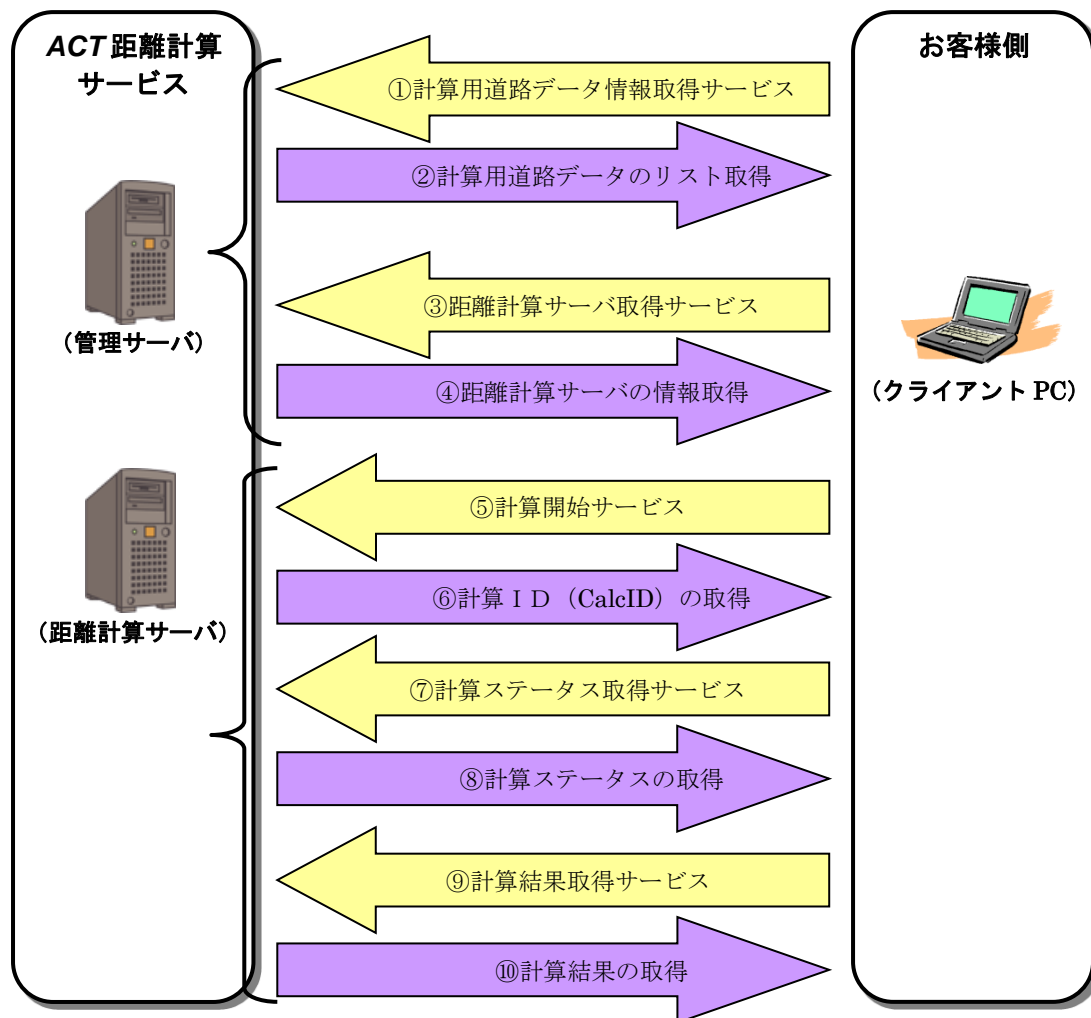 ACT 距離計算
サービス
お客様側
①計算用道路データ情報取得サービス
②計算用道路データのリスト取得
③距離計算サーバ取得サービス
(管理サーバ)
④距離計算サーバの情報取得
(クライアント PC)
⑤計算開始サービス
⑥計算ＩＤ（CalcID）の取得
(距離計算サーバ)
⑦計算ステータス取得サービス
⑧計算ステータスの取得
⑨計算結果取得サービス
⑩計算結果の取得